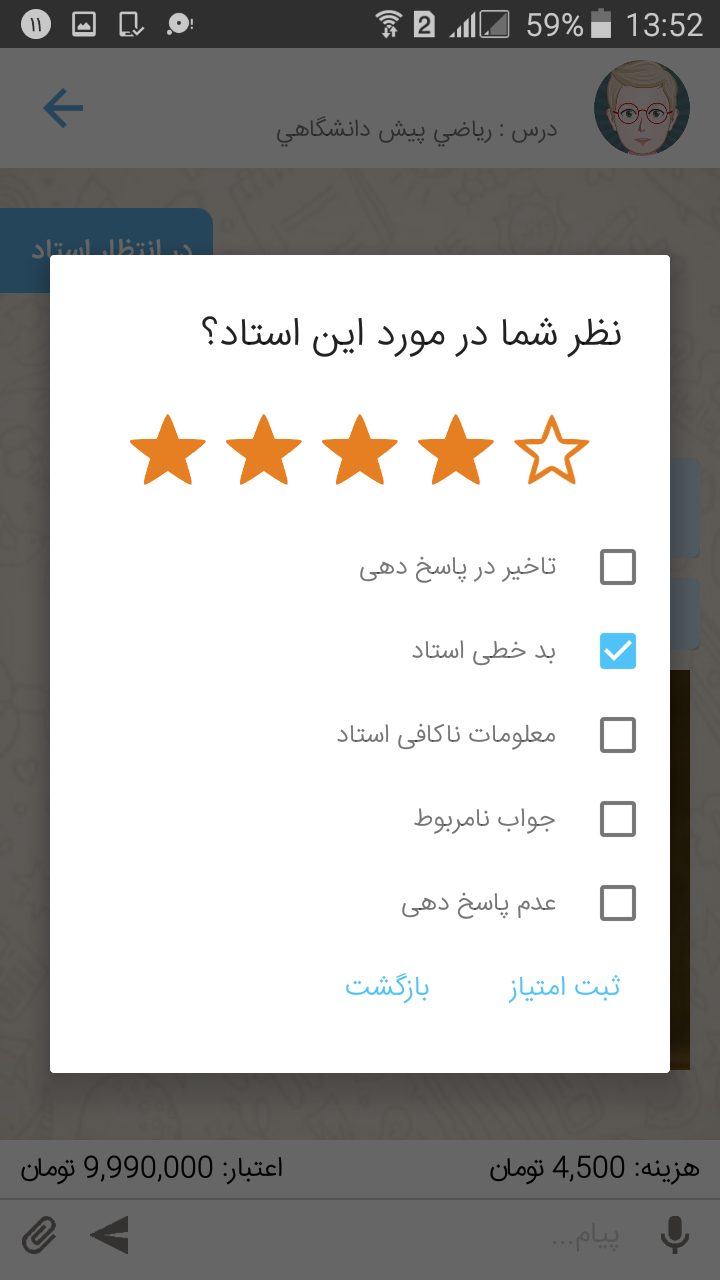 ۱۱ 2 59% 13:52
درس : رياضي پيش دانشگاهي
در انتظار استاد
نظر شما در مورد این استاد؟
تاخیر در پاسخ دهی
بد خطی استاد
معلومات ناکافی استاد
جواب نامربوط
عدم پاسخ دهی
ثبت امتیاز بازگشت
هزینه: 4,500 تومان اعتبار: 9,990,000 تومان
پیام...